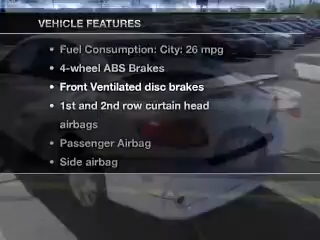 VEHICLE FEATURES
• Fuel Consumption: City: 26 mpg
• 4-wheel ABS Brakes
• Front Ventilated disc brakes
• 1st and 2nd row curtain head
airbags
• Passenger Airbag
• Side airbag